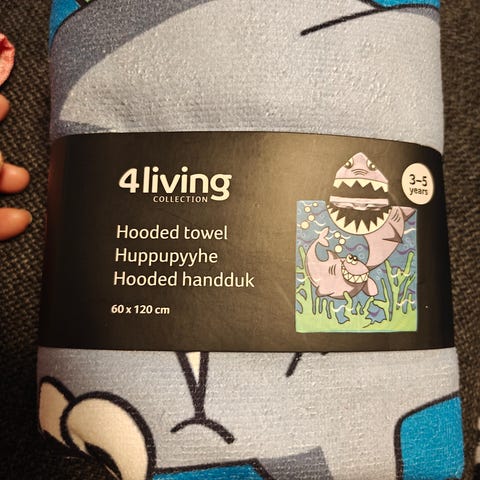 4living
COLLECTION
3–5
years
Hooded towel
Huppupyyhe
Hooded handduk
60 x 120 cm